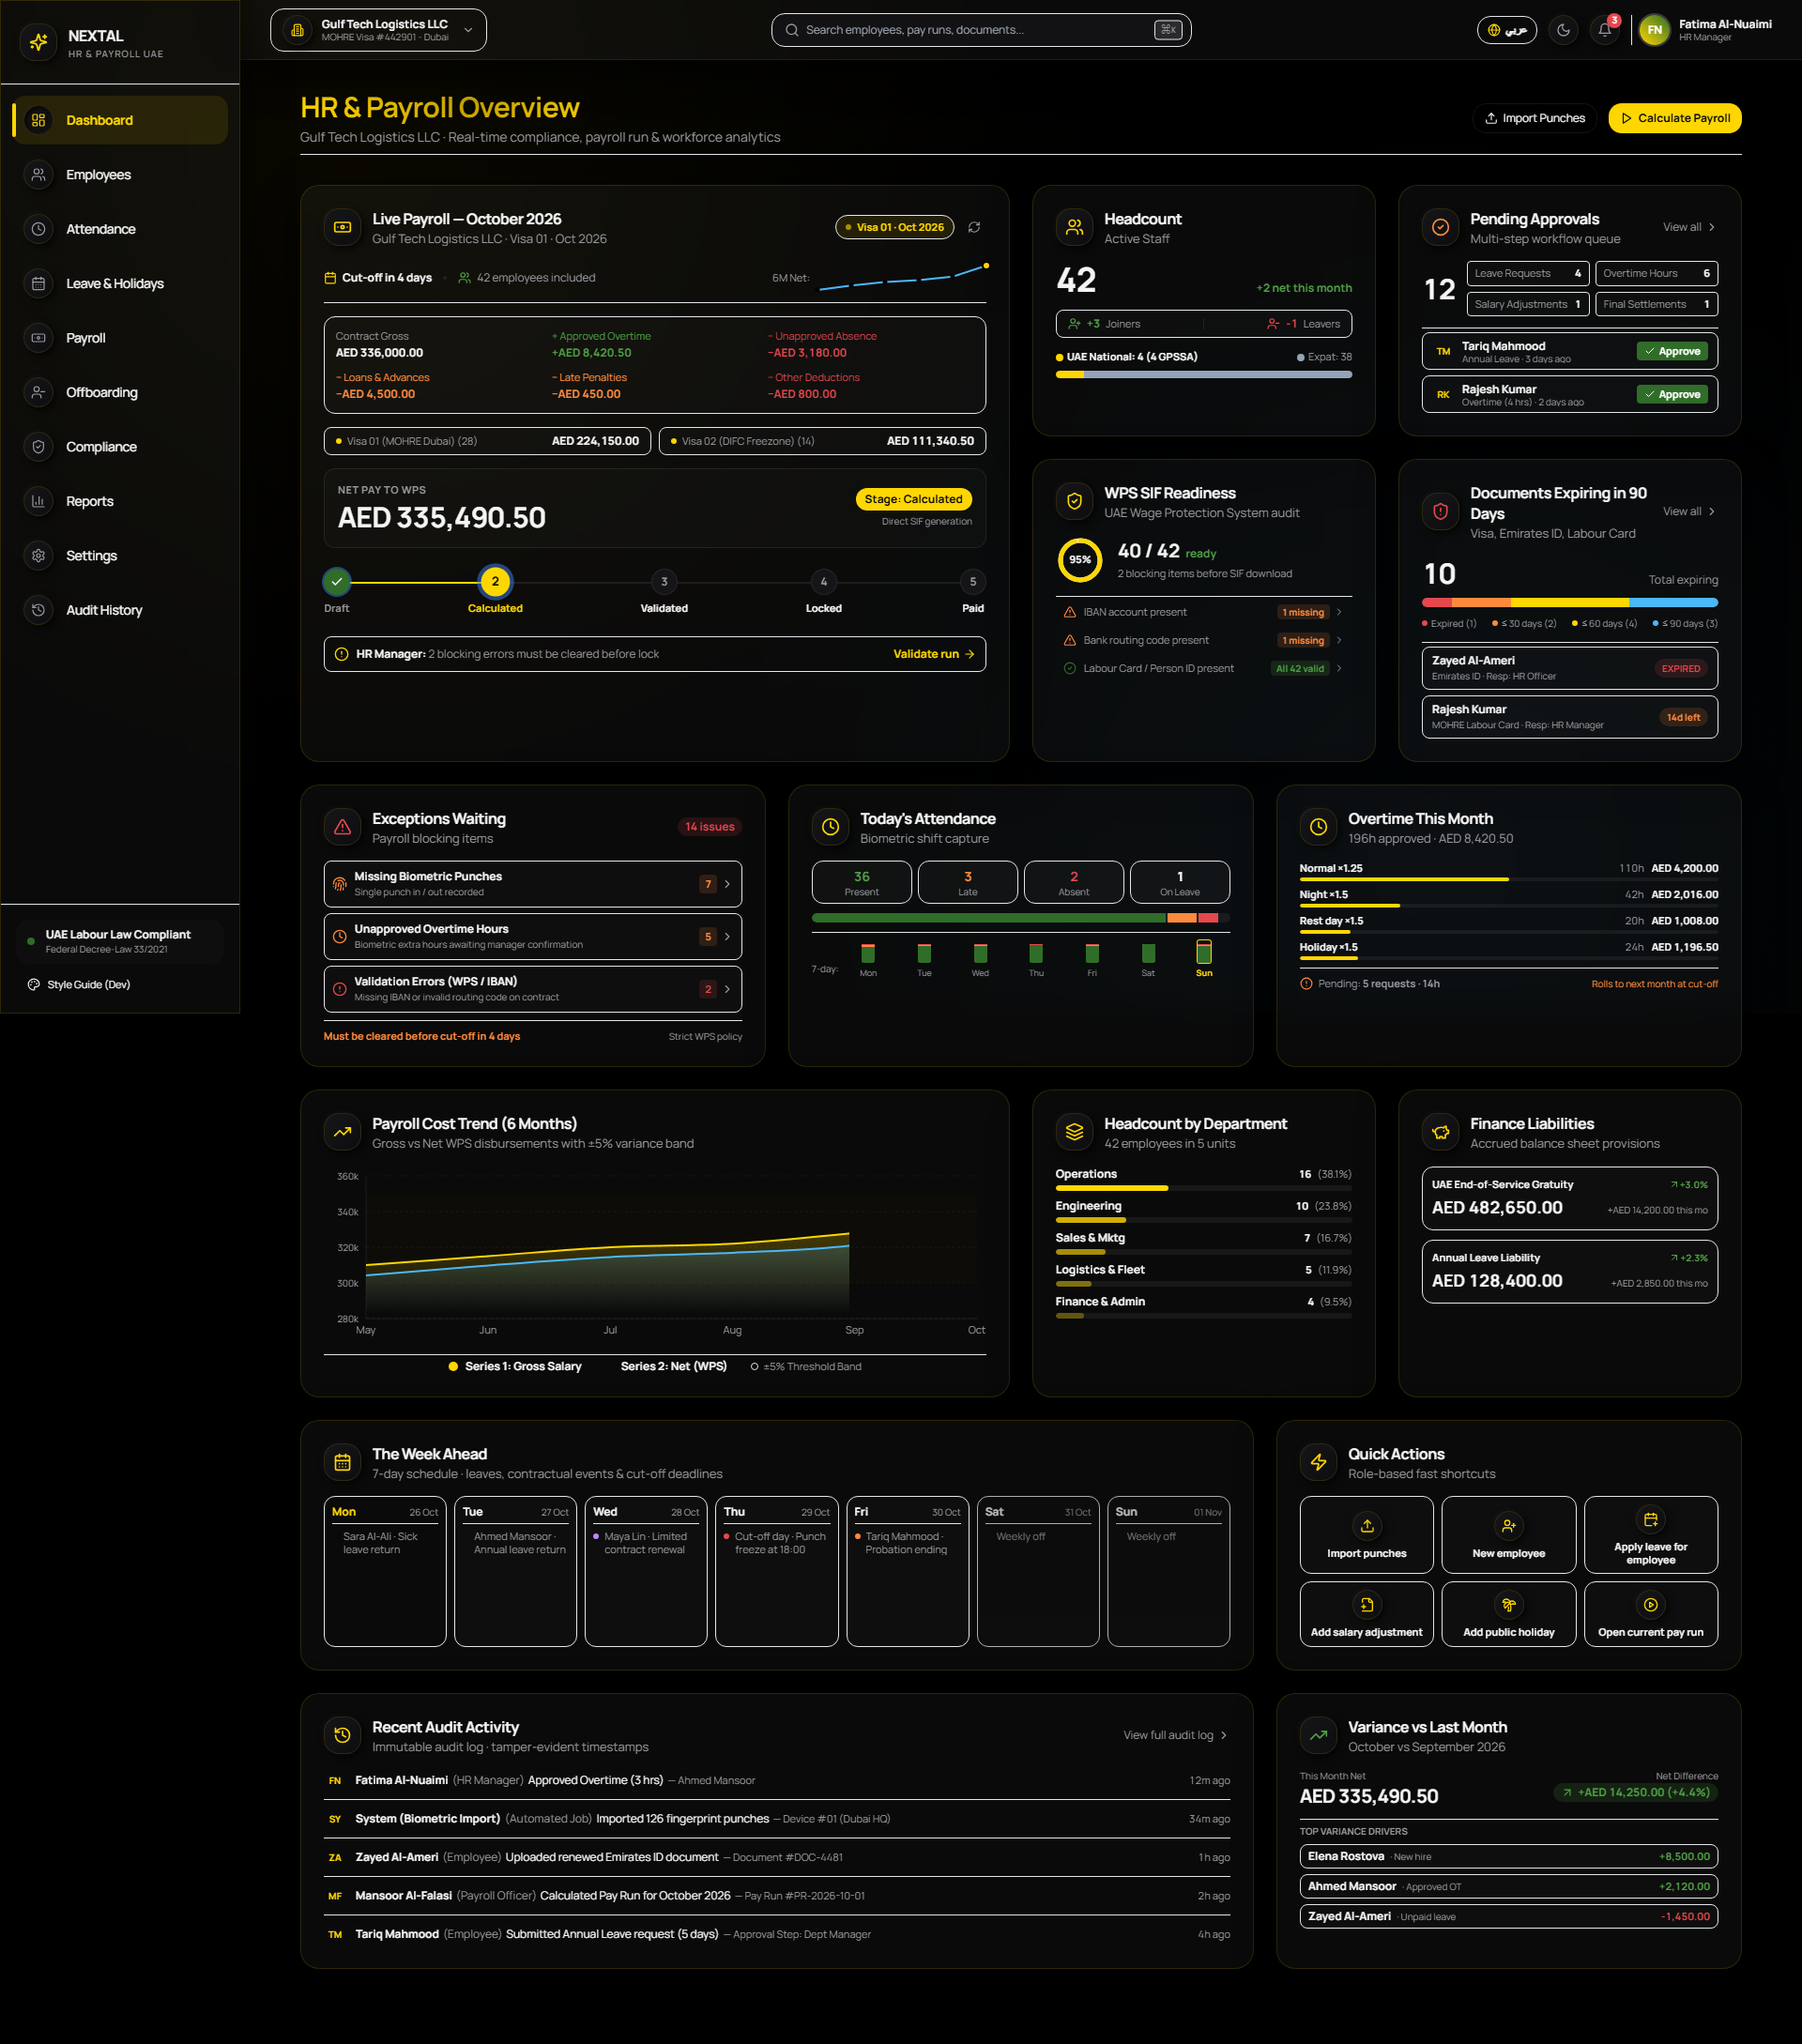 NEXTAL
HR & PAYROLL UAE
Gulf Tech Logistics LLC
MOHRE Visa #442901 - Dubai
Search employees, pay runs, documents...
⌘K
عربي
3
FN
Fatima Al-Nuaimi
HR Manager
Dashboard
Employees
Attendance
Leave & Holidays
Payroll
Offboarding
Compliance
Reports
Settings
Audit History
UAE Labour Law Compliant
Federal Decree-Law 33/2021
Style Guide (Dev)
HR & Payroll Overview
Gulf Tech Logistics LLC · Real-time compliance, payroll run & workforce analytics
Import Punches
Calculate Payroll
Live Payroll — October 2026
Gulf Tech Logistics LLC · Visa 01 · Oct 2026
Visa 01 · Oct 2026
Cut-off in 4 days
42 employees included
6M Net:
Contract Gross
AED 336,000.00
+ Approved Overtime
+AED 8,420.50
− Unapproved Absence
−AED 3,180.00
− Loans & Advances
−AED 4,500.00
− Late Penalties
−AED 450.00
− Other Deductions
−AED 800.00
Visa 01 (MOHRE Dubai) (28)
AED 224,150.00
Visa 02 (DIFC Freezone) (14)
AED 111,340.50
NET PAY TO WPS
AED 335,490.50
Stage: Calculated
Direct SIF generation
2
3
4
5
Draft
Calculated
Validated
Locked
Paid
HR Manager: 2 blocking errors must be cleared before lock
Validate run →
Headcount
Active Staff
42
+2 net this month
+3 Joiners
-1 Leavers
UAE National: 4 (4 GPSSA)
Expat: 38
Pending Approvals
Multi-step workflow queue
View all
12
Leave Requests 4
Overtime Hours 6
Salary Adjustments 1
Final Settlements 1
TM
Tariq Mahmood
Annual Leave · 3 days ago
Approve
RK
Rajesh Kumar
Overtime (4 hrs) · 2 days ago
Approve
WPS SIF Readiness
UAE Wage Protection System audit
95%
40 / 42 ready
2 blocking items before SIF download
IBAN account present
1 missing
Bank routing code present
1 missing
Labour Card / Person ID present
All 42 valid
Documents Expiring in 90
Days
Visa, Emirates ID, Labour Card
View all
10
Total expiring
Expired (1)
≤ 30 days (2)
≤ 60 days (4)
≤ 90 days (3)
Zayed Al-Ameri
Emirates ID · Resp: HR Officer
EXPIRED
Rajesh Kumar
MOHRE Labour Card · Resp: HR Manager
14d left
Exceptions Waiting
Payroll blocking items
14 issues
Missing Biometric Punches
Single punch in / out recorded
7
Unapproved Overtime Hours
Biometric extra hours awaiting manager confirmation
5
Validation Errors (WPS / IBAN)
Missing IBAN or invalid routing code on contract
2
Must be cleared before cut-off in 4 days
Strict WPS policy
Today's Attendance
Biometric shift capture
36
Present
3
Late
2
Absent
1
On Leave
7-day:
Mon
Tue
Wed
Thu
Fri
Sat
Sun
Overtime This Month
196h approved · AED 8,420.50
Normal ×1.25
110h AED 4,200.00
Night ×1.5
42h AED 2,016.00
Rest day ×1.5
20h AED 1,008.00
Holiday ×1.5
24h AED 1,196.50
Pending: 5 requests · 14h
Rolls to next month at cut-off
Payroll Cost Trend (6 Months)
Gross vs Net WPS disbursements with ±5% variance band
360k
340k
320k
300k
280k
May
Jun
Jul
Aug
Sep
Oct
Series 1: Gross Salary
Series 2: Net (WPS)
±5% Threshold Band
Headcount by Department
42 employees in 5 units
Operations
16 (38.1%)
Engineering
10 (23.8%)
Sales & Mktg
7 (16.7%)
Logistics & Fleet
5 (11.9%)
Finance & Admin
4 (9.5%)
Finance Liabilities
Accrued balance sheet provisions
UAE End-of-Service Gratuity
+3.0%
AED 482,650.00
+AED 14,200.00 this mo
Annual Leave Liability
+2.3%
AED 128,400.00
+AED 2,850.00 this mo
The Week Ahead
7-day schedule · leaves, contractual events & cut-off deadlines
Mon 26 Oct
Sara Al-Ali · Sick
leave return
Tue 27 Oct
Ahmed Mansoor ·
Annual leave return
Wed 28 Oct
Maya Lin · Limited
contract renewal
Thu 29 Oct
Cut-off day · Punch
freeze at 18:00
Fri 30 Oct
Tariq Mahmood ·
Probation ending
Sat 31 Oct
Weekly off
Sun 01 Nov
Weekly off
Quick Actions
Role-based fast shortcuts
Import punches
New employee
Apply leave for
employee
Add salary adjustment
Add public holiday
Open current pay run
Recent Audit Activity
Immutable audit log · tamper-evident timestamps
View full audit log
FN Fatima Al-Nuaimi (HR Manager) Approved Overtime (3 hrs) — Ahmed Mansoor 12m ago
SY System (Biometric Import) (Automated Job) Imported 126 fingerprint punches — Device #01 (Dubai HQ) 34m ago
ZA Zayed Al-Ameri (Employee) Uploaded renewed Emirates ID document — Document #DOC-4481 1h ago
MF Mansoor Al-Falasi (Payroll Officer) Calculated Pay Run for October 2026 — Pay Run #PR-2026-10-01 2h ago
TM Tariq Mahmood (Employee) Submitted Annual Leave request (5 days) — Approval Step: Dept Manager 4h ago
Variance vs Last Month
October vs September 2026
This Month Net
AED 335,490.50
Net Difference
+AED 14,250.00 (+4.4%)
TOP VARIANCE DRIVERS
Elena Rostova · New hire +8,500.00
Ahmed Mansoor · Approved OT +2,120.00
Zayed Al-Ameri · Unpaid leave -1,450.00